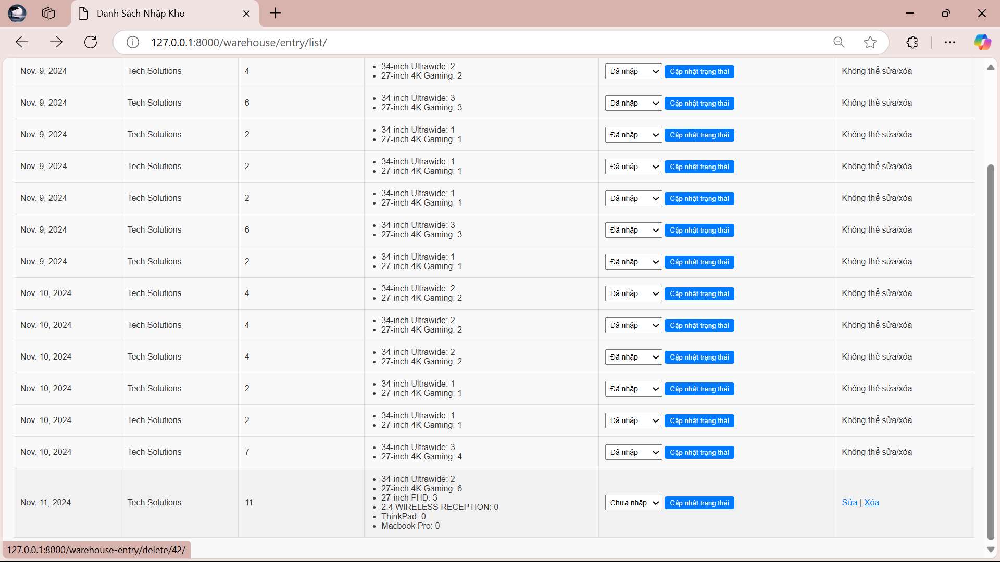 Danh Sách Nhập Kho
127.0.0.1:8000/warehouse/entry/list/
Nov. 9, 2024 Tech Solutions 4 34-inch Ultrawide: 2 Đã nhập Cập nhật trạng thái Không thể sửa/xóa
27-inch 4K Gaming: 2
Nov. 9, 2024 Tech Solutions 6 34-inch Ultrawide: 3 Đã nhập Cập nhật trạng thái Không thể sửa/xóa
27-inch 4K Gaming: 3
Nov. 9, 2024 Tech Solutions 2 34-inch Ultrawide: 1 Đã nhập Cập nhật trạng thái Không thể sửa/xóa
27-inch 4K Gaming: 1
Nov. 9, 2024 Tech Solutions 2 34-inch Ultrawide: 1 Đã nhập Cập nhật trạng thái Không thể sửa/xóa
27-inch 4K Gaming: 1
Nov. 9, 2024 Tech Solutions 2 34-inch Ultrawide: 1 Đã nhập Cập nhật trạng thái Không thể sửa/xóa
27-inch 4K Gaming: 1
Nov. 9, 2024 Tech Solutions 6 34-inch Ultrawide: 3 Đã nhập Cập nhật trạng thái Không thể sửa/xóa
27-inch 4K Gaming: 3
Nov. 9, 2024 Tech Solutions 2 34-inch Ultrawide: 1 Đã nhập Cập nhật trạng thái Không thể sửa/xóa
27-inch 4K Gaming: 1
Nov. 10, 2024 Tech Solutions 4 34-inch Ultrawide: 2 Đã nhập Cập nhật trạng thái Không thể sửa/xóa
27-inch 4K Gaming: 2
Nov. 10, 2024 Tech Solutions 4 34-inch Ultrawide: 2 Đã nhập Cập nhật trạng thái Không thể sửa/xóa
27-inch 4K Gaming: 2
Nov. 10, 2024 Tech Solutions 4 34-inch Ultrawide: 2 Đã nhập Cập nhật trạng thái Không thể sửa/xóa
27-inch 4K Gaming: 2
Nov. 10, 2024 Tech Solutions 2 34-inch Ultrawide: 1 Đã nhập Cập nhật trạng thái Không thể sửa/xóa
27-inch 4K Gaming: 1
Nov. 10, 2024 Tech Solutions 2 34-inch Ultrawide: 1 Đã nhập Cập nhật trạng thái Không thể sửa/xóa
27-inch 4K Gaming: 1
Nov. 10, 2024 Tech Solutions 7 34-inch Ultrawide: 3 Đã nhập Cập nhật trạng thái Không thể sửa/xóa
27-inch 4K Gaming: 4
Nov. 11, 2024 Tech Solutions 11 34-inch Ultrawide: 2 Chưa nhập Cập nhật trạng thái Sửa | Xóa
27-inch 4K Gaming: 6
27-inch FHD: 3
2.4 WIRELESS RECEPTION: 0
ThinkPad: 0
Macbook Pro: 0
127.0.0.1:8000/warehouse-entry/delete/42/